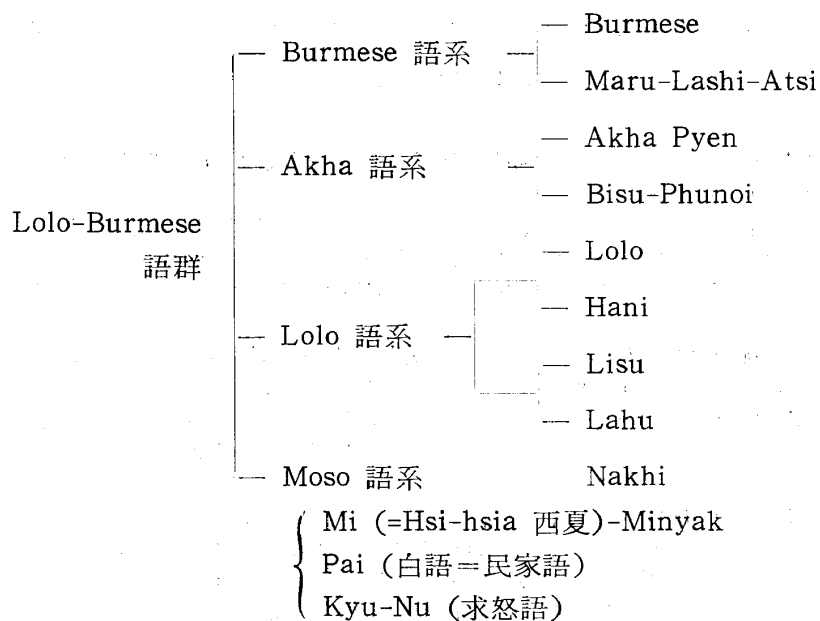 Burmese
Burmese 語系
Maru-Lashi-Atsi
Akha Pyen
Akha 語系
Bisu-Phunoi
Lolo-Burmese
語群
Lolo
Hani
Lolo 語系
Lisu
Lahu
Moso 語系 Nakhi
Mi (=Hsi-hsia 西夏)-Minyak
Pai (白語＝民家語)
Kyu-Nu (求怒語)